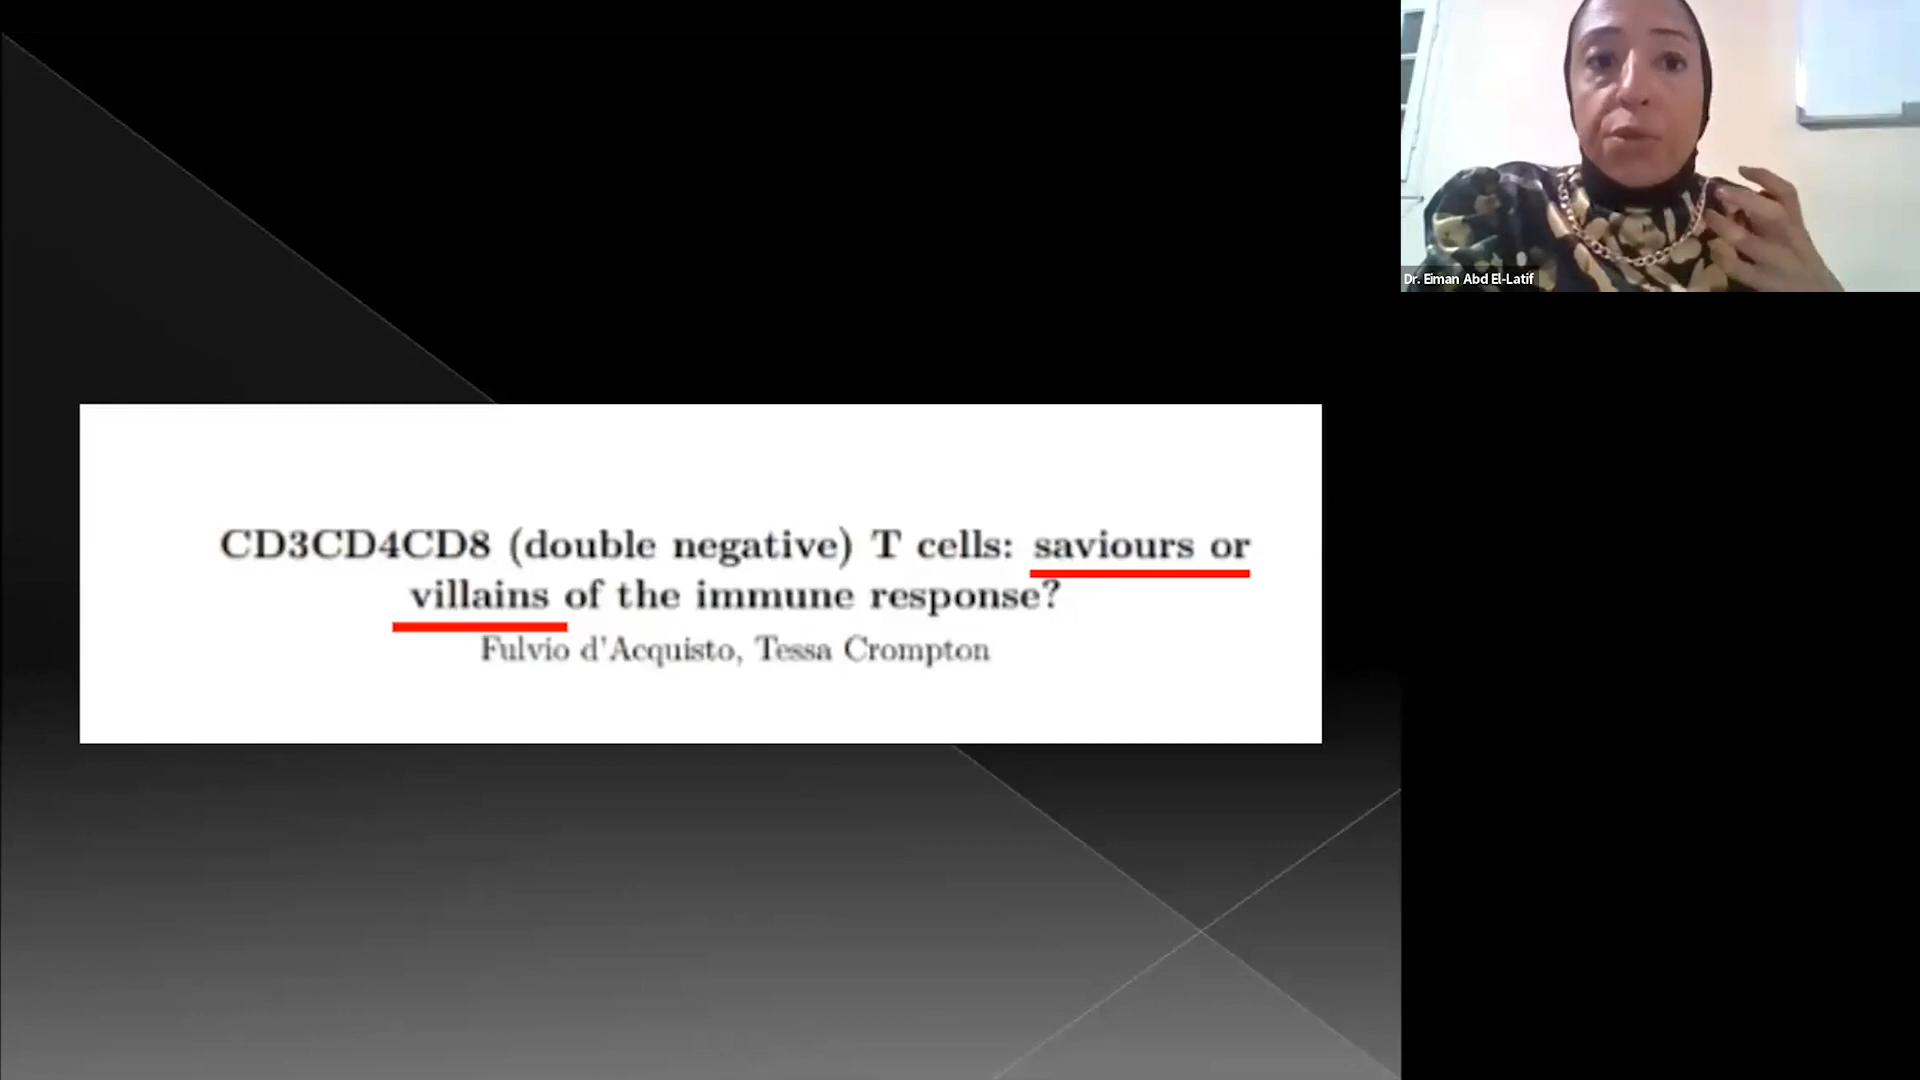 CD3CD4CD8 (double negative) T cells: saviours or
villains of the immune response?
Fulvio d'Acquisto, Tessa Crompton
Dr. Eiman Abd El-Latif